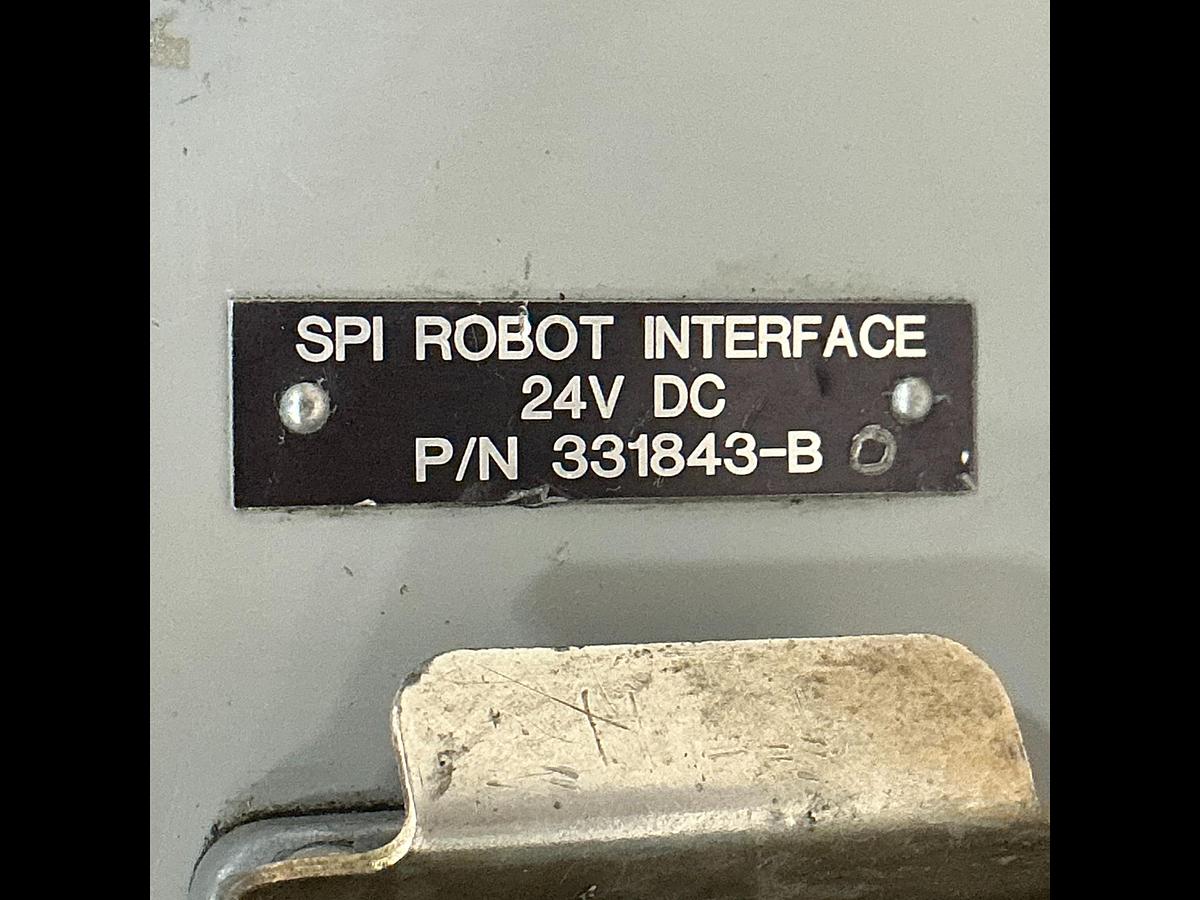 SPI ROBOT INTERFACE
24V DC
P/N 331843-B